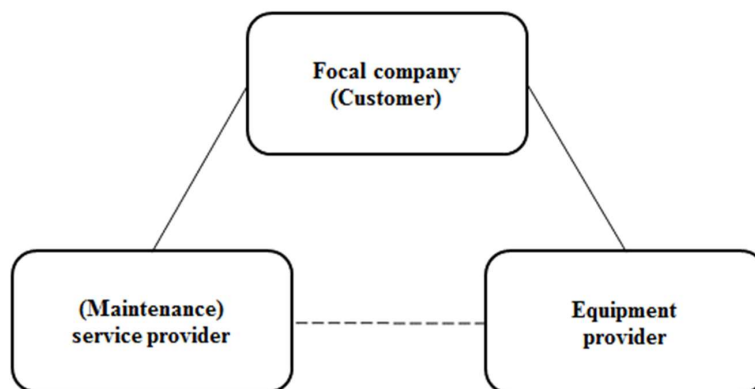 Focal company
(Customer)
(Maintenance)
service provider
Equipment
provider